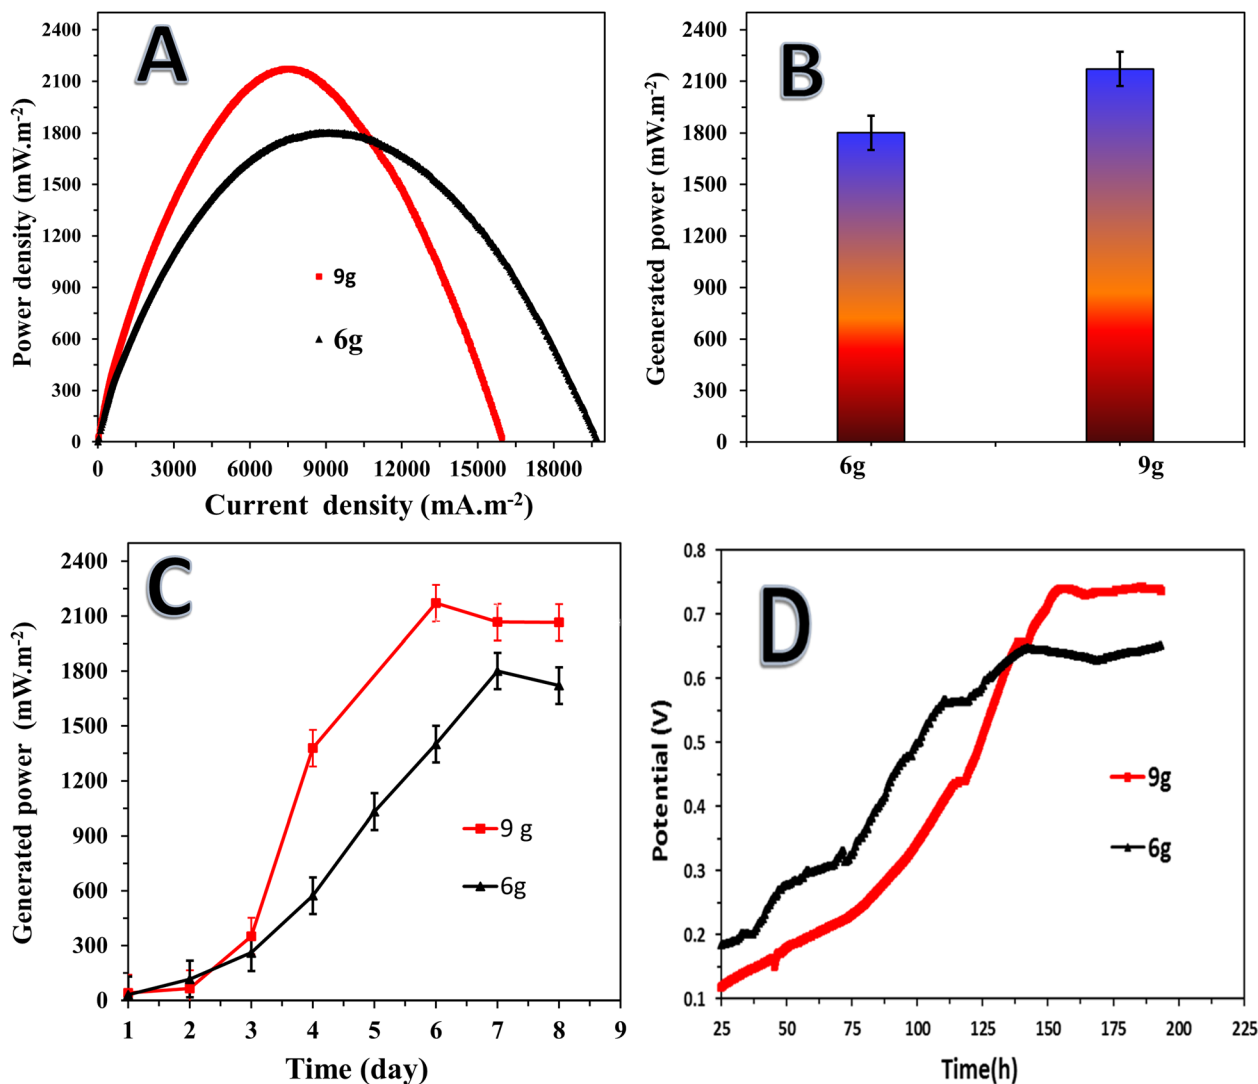 A
Power density (mW.m-2)
2400
2100
1800
1500
1200
900
600
300
0
9g
6g
0 3000 6000 9000 12000 15000 18000
Current density (mA.m-2)
B
Geenerated power (mW.m-2)
2400
2100
1800
1500
1200
900
600
300
0
6g 9g
C
Generated power (mW.m-2)
2400
2100
1800
1500
1200
900
600
300
0
9 g
6g
1 2 3 4 5 6 7 8 9
Time (day)
D
Potential (V)
0.8
0.7
0.6
0.5
0.4
0.3
0.2
0.1
9g
6g
25 50 75 100 125 150 175 200 225
Time(h)